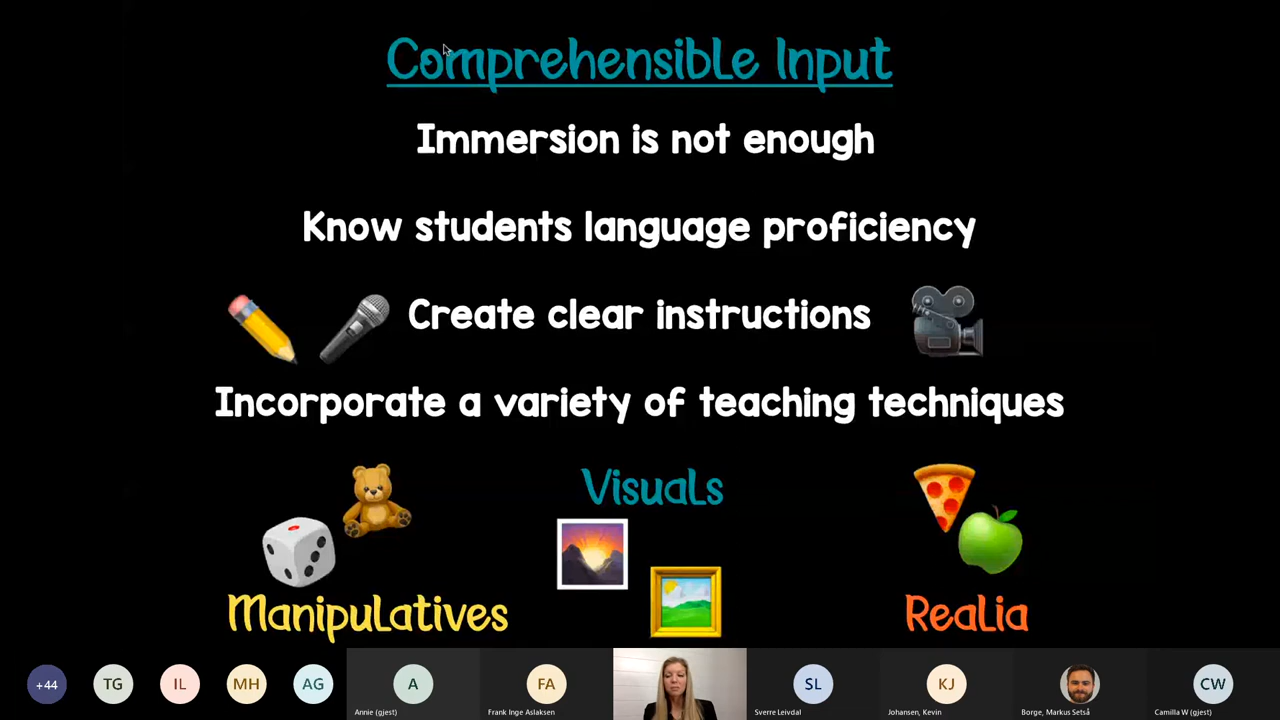 Comprehensible Input
Immersion is not enough
Know students language proficiency
Create clear instructions
Incorporate a variety of teaching techniques
Visuals
Manipulatives
Realia
+44
TG
IL
MH
AG
A
FA
SL
KJ
CW
Annie (gjest)
Frank Inge Aslaksen
Sverre Leivdal
Johansen, Kevin
Borge, Markus Setså
Camilla W (gjest)